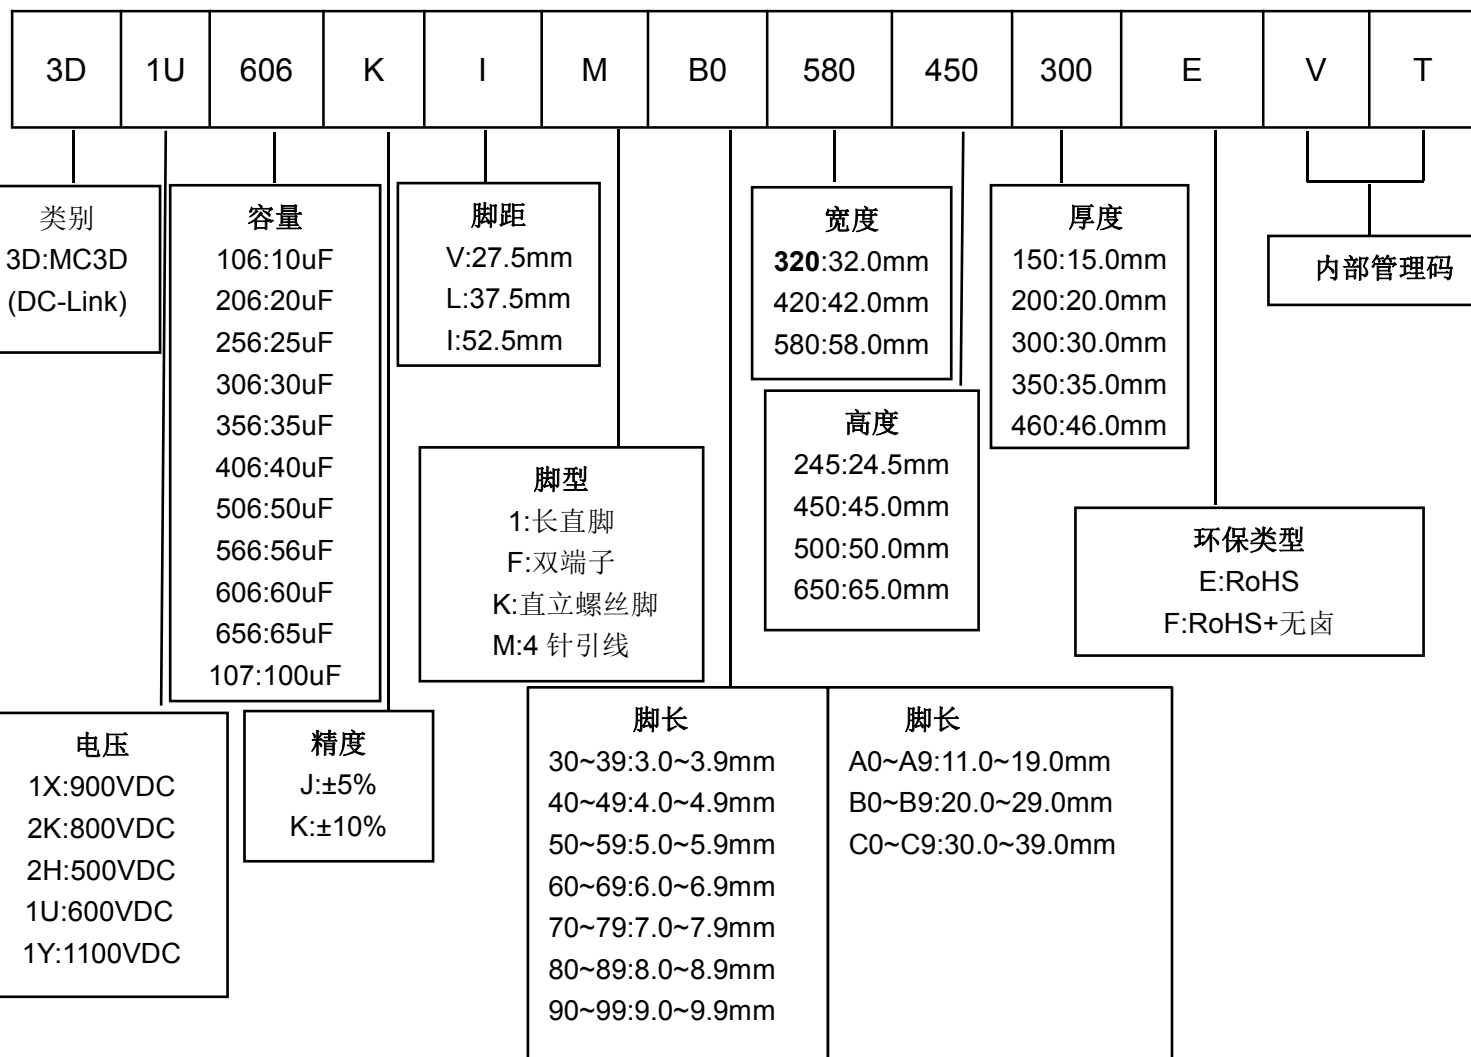 3D 1U 606 K I M B0 580 450 300 E V T
类别
3D:MC3D
(DC-Link)
容量
106:10uF
206:20uF
256:25uF
306:30uF
356:35uF
406:40uF
506:50uF
566:56uF
606:60uF
656:65uF
107:100uF
脚距
V:27.5mm
L:37.5mm
I:52.5mm
宽度
320:32.0mm
420:42.0mm
580:58.0mm
厚度
150:15.0mm
200:20.0mm
300:30.0mm
350:35.0mm
460:46.0mm
内部管理码
高度
245:24.5mm
450:45.0mm
500:50.0mm
650:65.0mm
脚型
1:长直脚
F:双端子
K:直立螺丝脚
M:4 针引线
环保类型
E:RoHS
F:RoHS+无卤
电压
1X:900VDC
2K:800VDC
2H:500VDC
1U:600VDC
1Y:1100VDC
精度
J:±5%
K:±10%
脚长
30~39:3.0~3.9mm
40~49:4.0~4.9mm
50~59:5.0~5.9mm
60~69:6.0~6.9mm
70~79:7.0~7.9mm
80~89:8.0~8.9mm
90~99:9.0~9.9mm
脚长
A0~A9:11.0~19.0mm
B0~B9:20.0~29.0mm
C0~C9:30.0~39.0mm